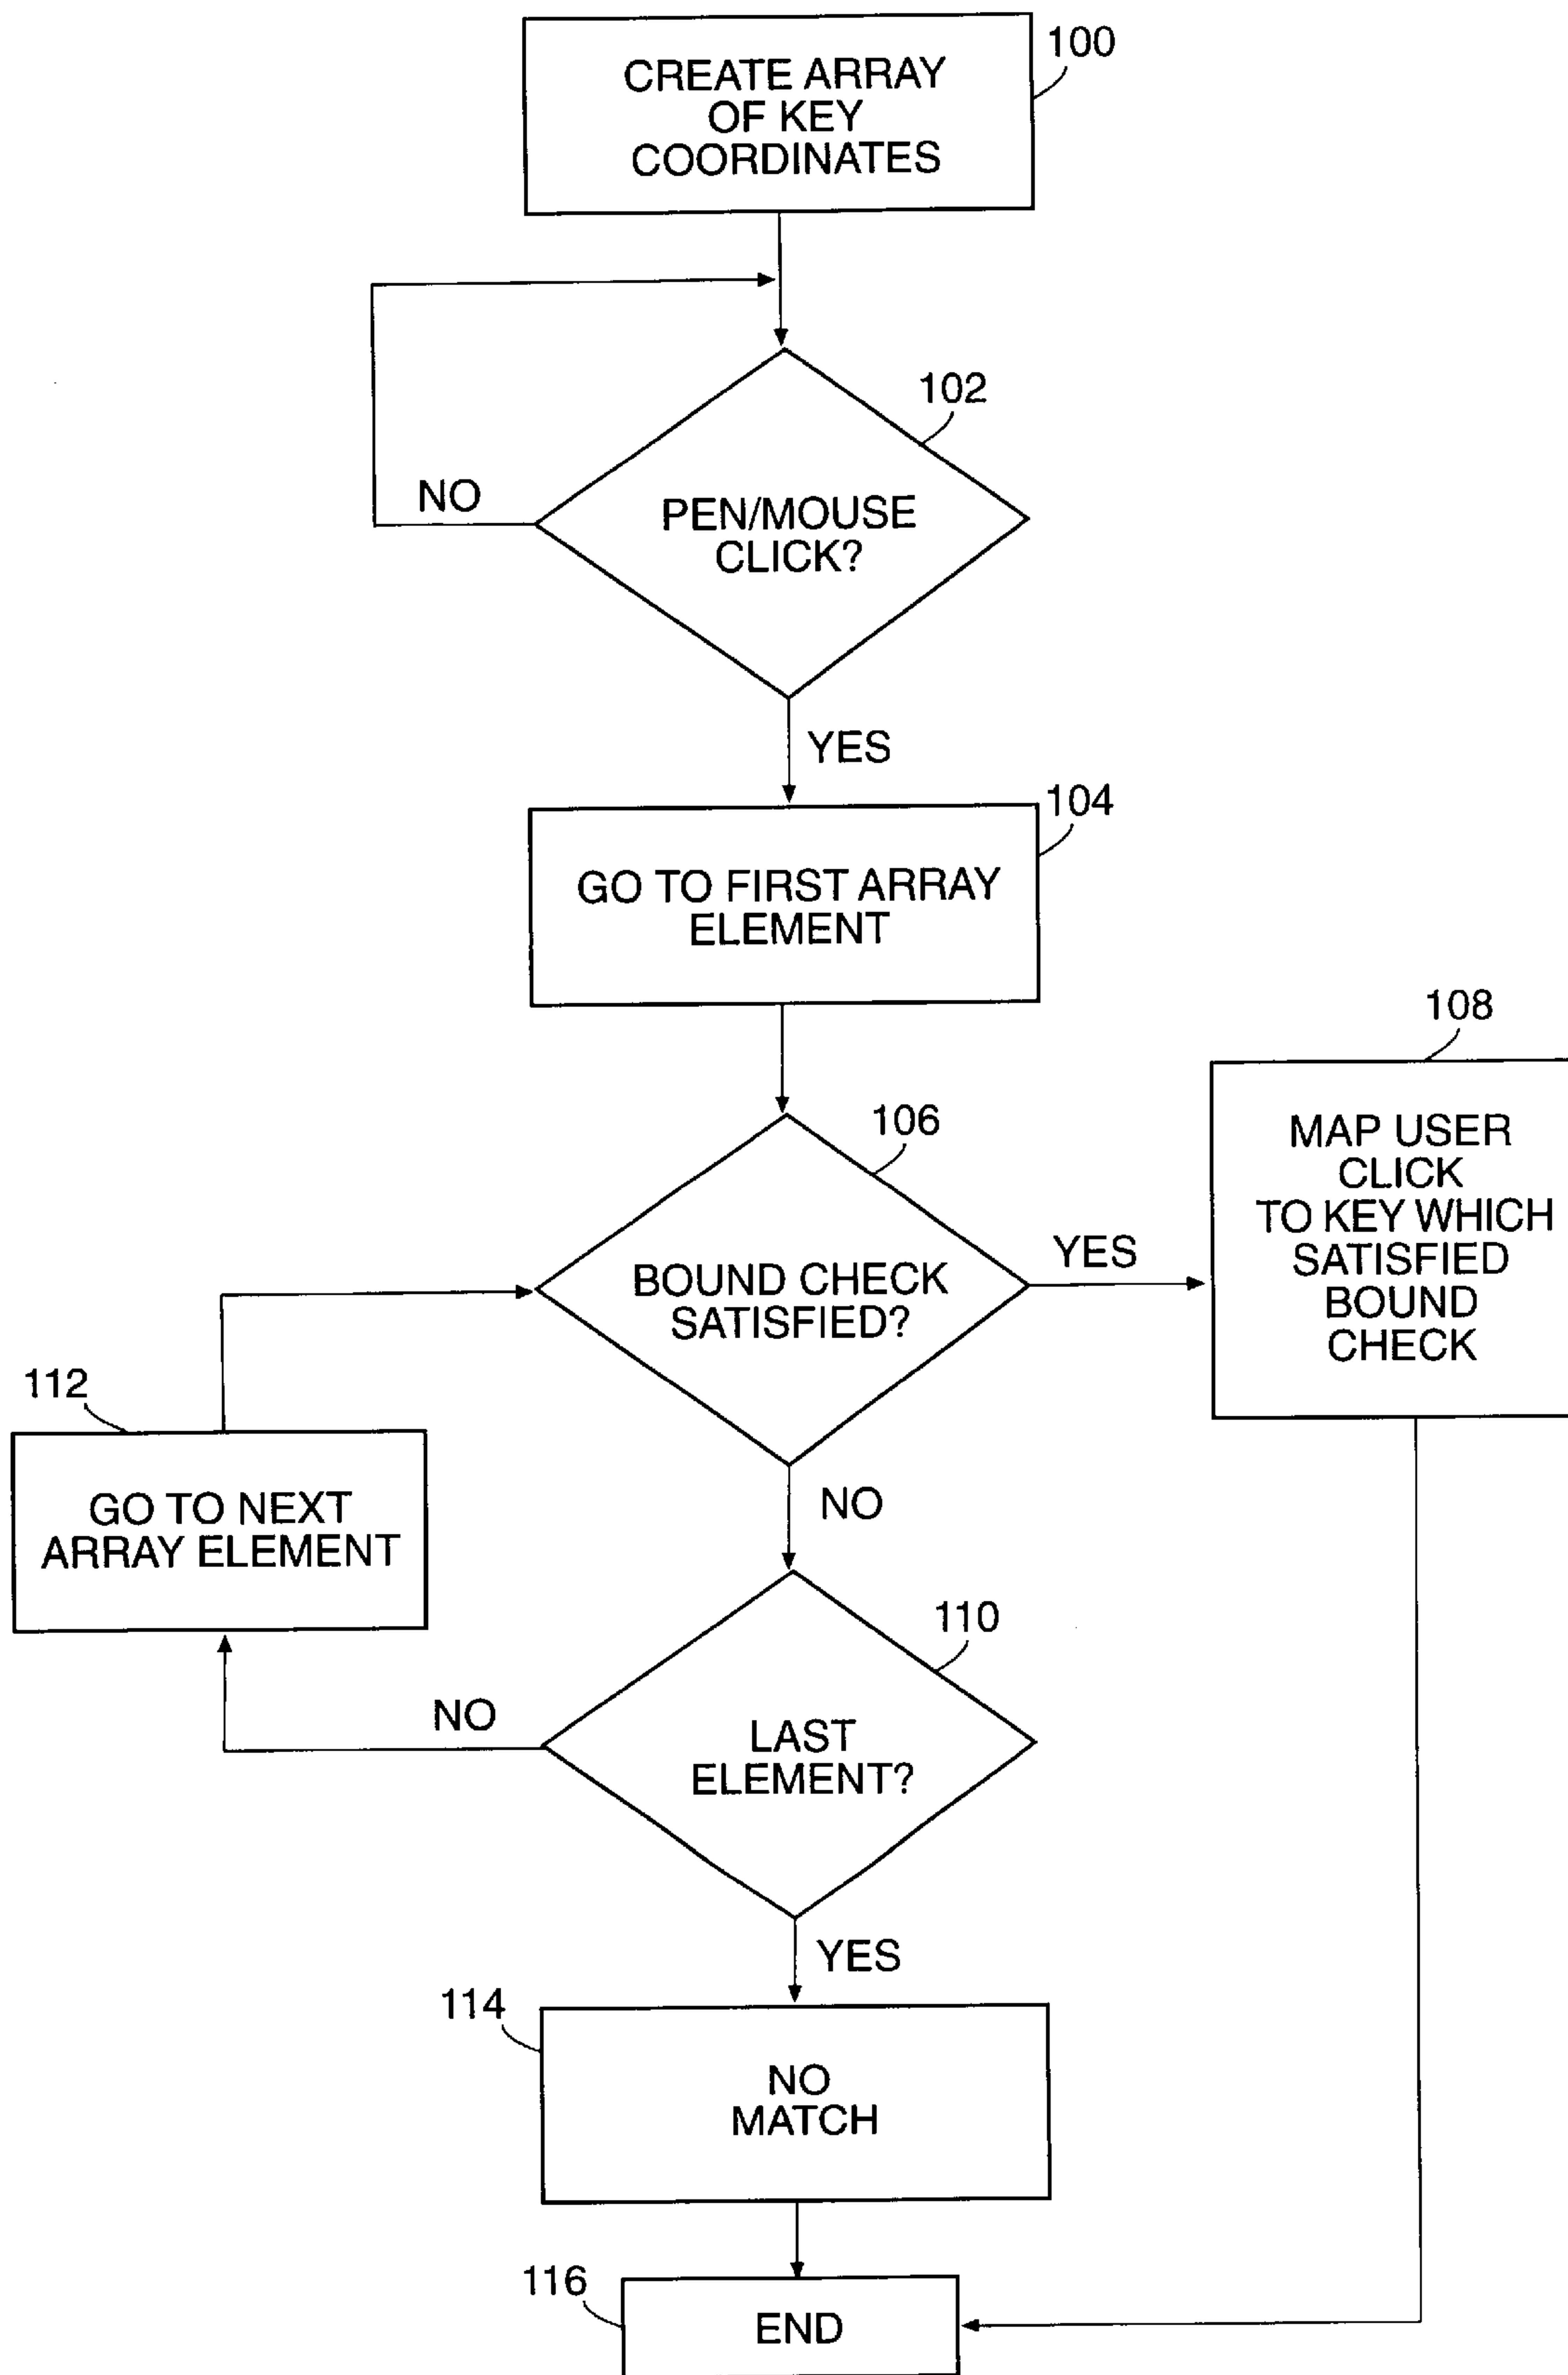 100
CREATE ARRAY
OF KEY
COORDINATES
102
NO
PEN/MOUSE
CLICK?
YES
104
GO TO FIRST ARRAY
ELEMENT
108
106
MAP USER
CLICK
TO KEY WHICH
SATISFIED
BOUND
CHECK
YES
BOUND CHECK
SATISFIED?
112
GO TO NEXT
ARRAY ELEMENT
NO
110
NO
LAST
ELEMENT?
YES
114
NO
MATCH
116
END